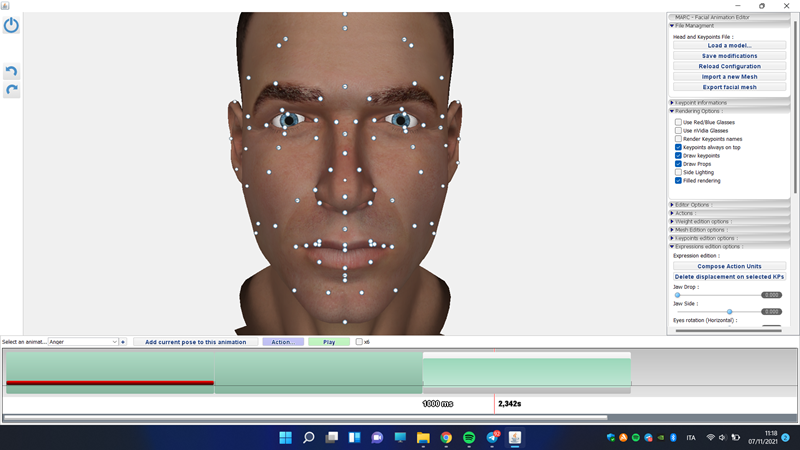 MARC - Facial Animation Editor
File Managment
Head and Keypoints File :
Load a model...
Save modifications
Reload Configuration
Import a new Mesh
Export facial mesh
Keypoint Informations
Rendering Options :
Use Red/Blue Glasses
Use nVidia Glasses
Render Keypoints names
Keypoints always on top
Draw keypoints
Draw Props
Side Lighting
Filled rendering
Editor Options :
Actions :
Weight edition options :
Mesh Edition options :
Keypoints edition options :
Expressions edition options :
Expression edition :
Compose Action Units
Delete displacement on selected KPs
Jaw Drop :
0.000
Jaw Side :
0.000
Eyes rotation (Horizontal) :
Select an animat... Anger + Add current pose to this animation Action... Play x6
1000 ms 2,342s
ITA
11:18
07/11/2021